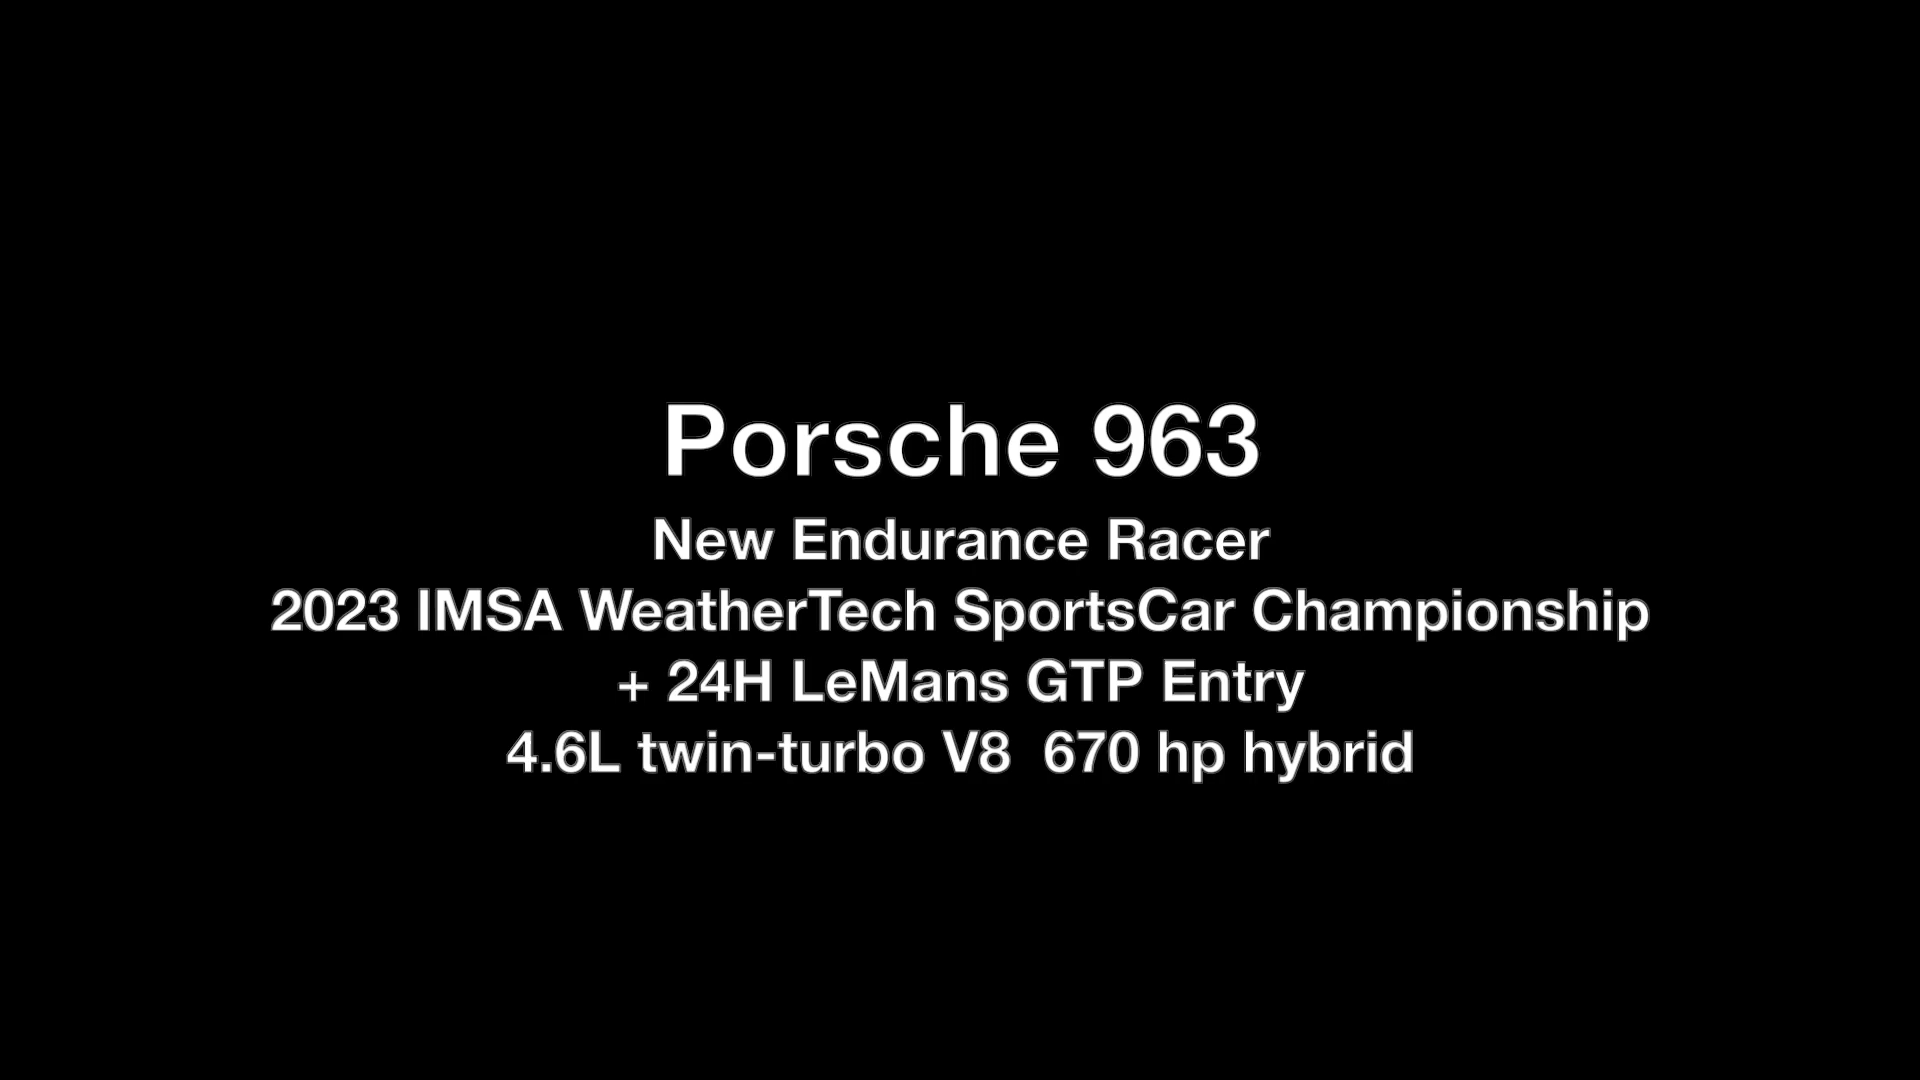 Porsche 963
New Endurance Racer
2023 IMSA WeatherTech SportsCar Championship
+ 24H LeMans GTP Entry
4.6L twin-turbo V8  670 hp hybrid